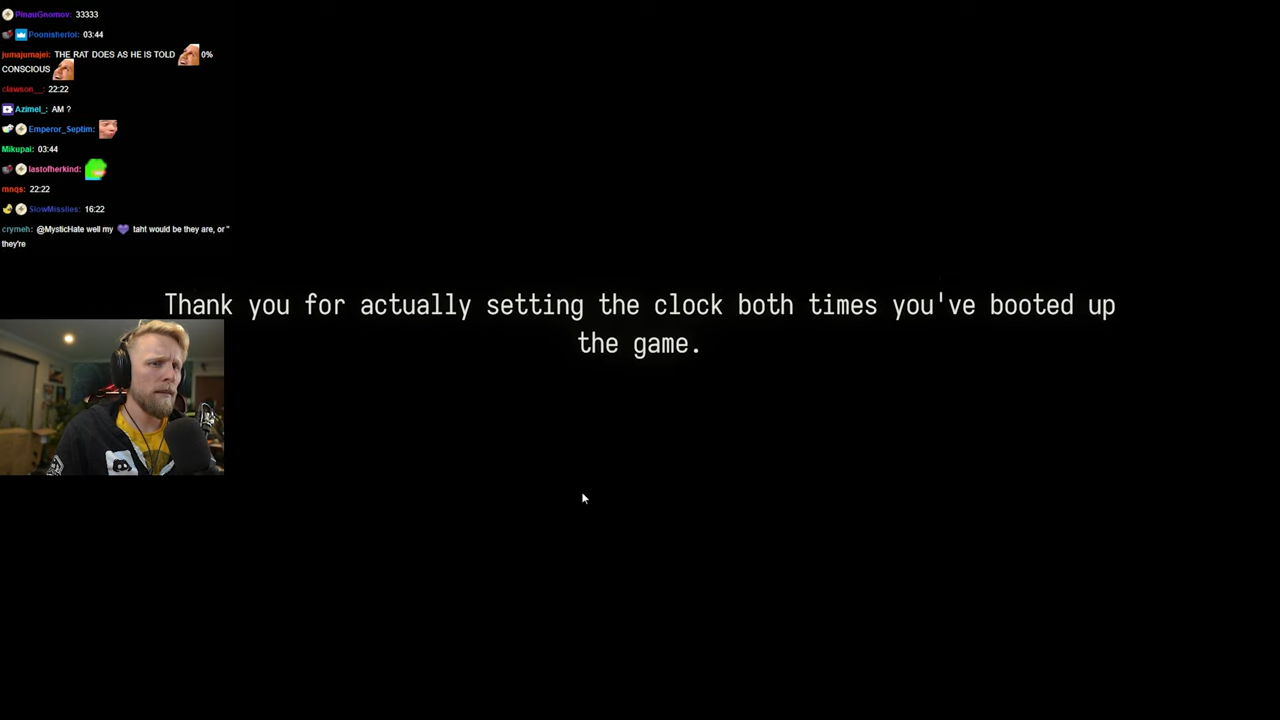 PinauGnomov: 33333
Poonisherlol: 03:44
jumajumajei: THE RAT DOES AS HE IS TOLD 0%
CONSCIOUS
clawson__: 22:22
Azimel_: AM ?
Emperor_Septim:
Mikupai: 03:44
lastofherkind:
mnqs: 22:22
SlowMissiles: 16:22
crymeh: @MysticHate well my taht would be they are, or "
they're
Thank you for actually setting the clock both times you've booted up
the game.